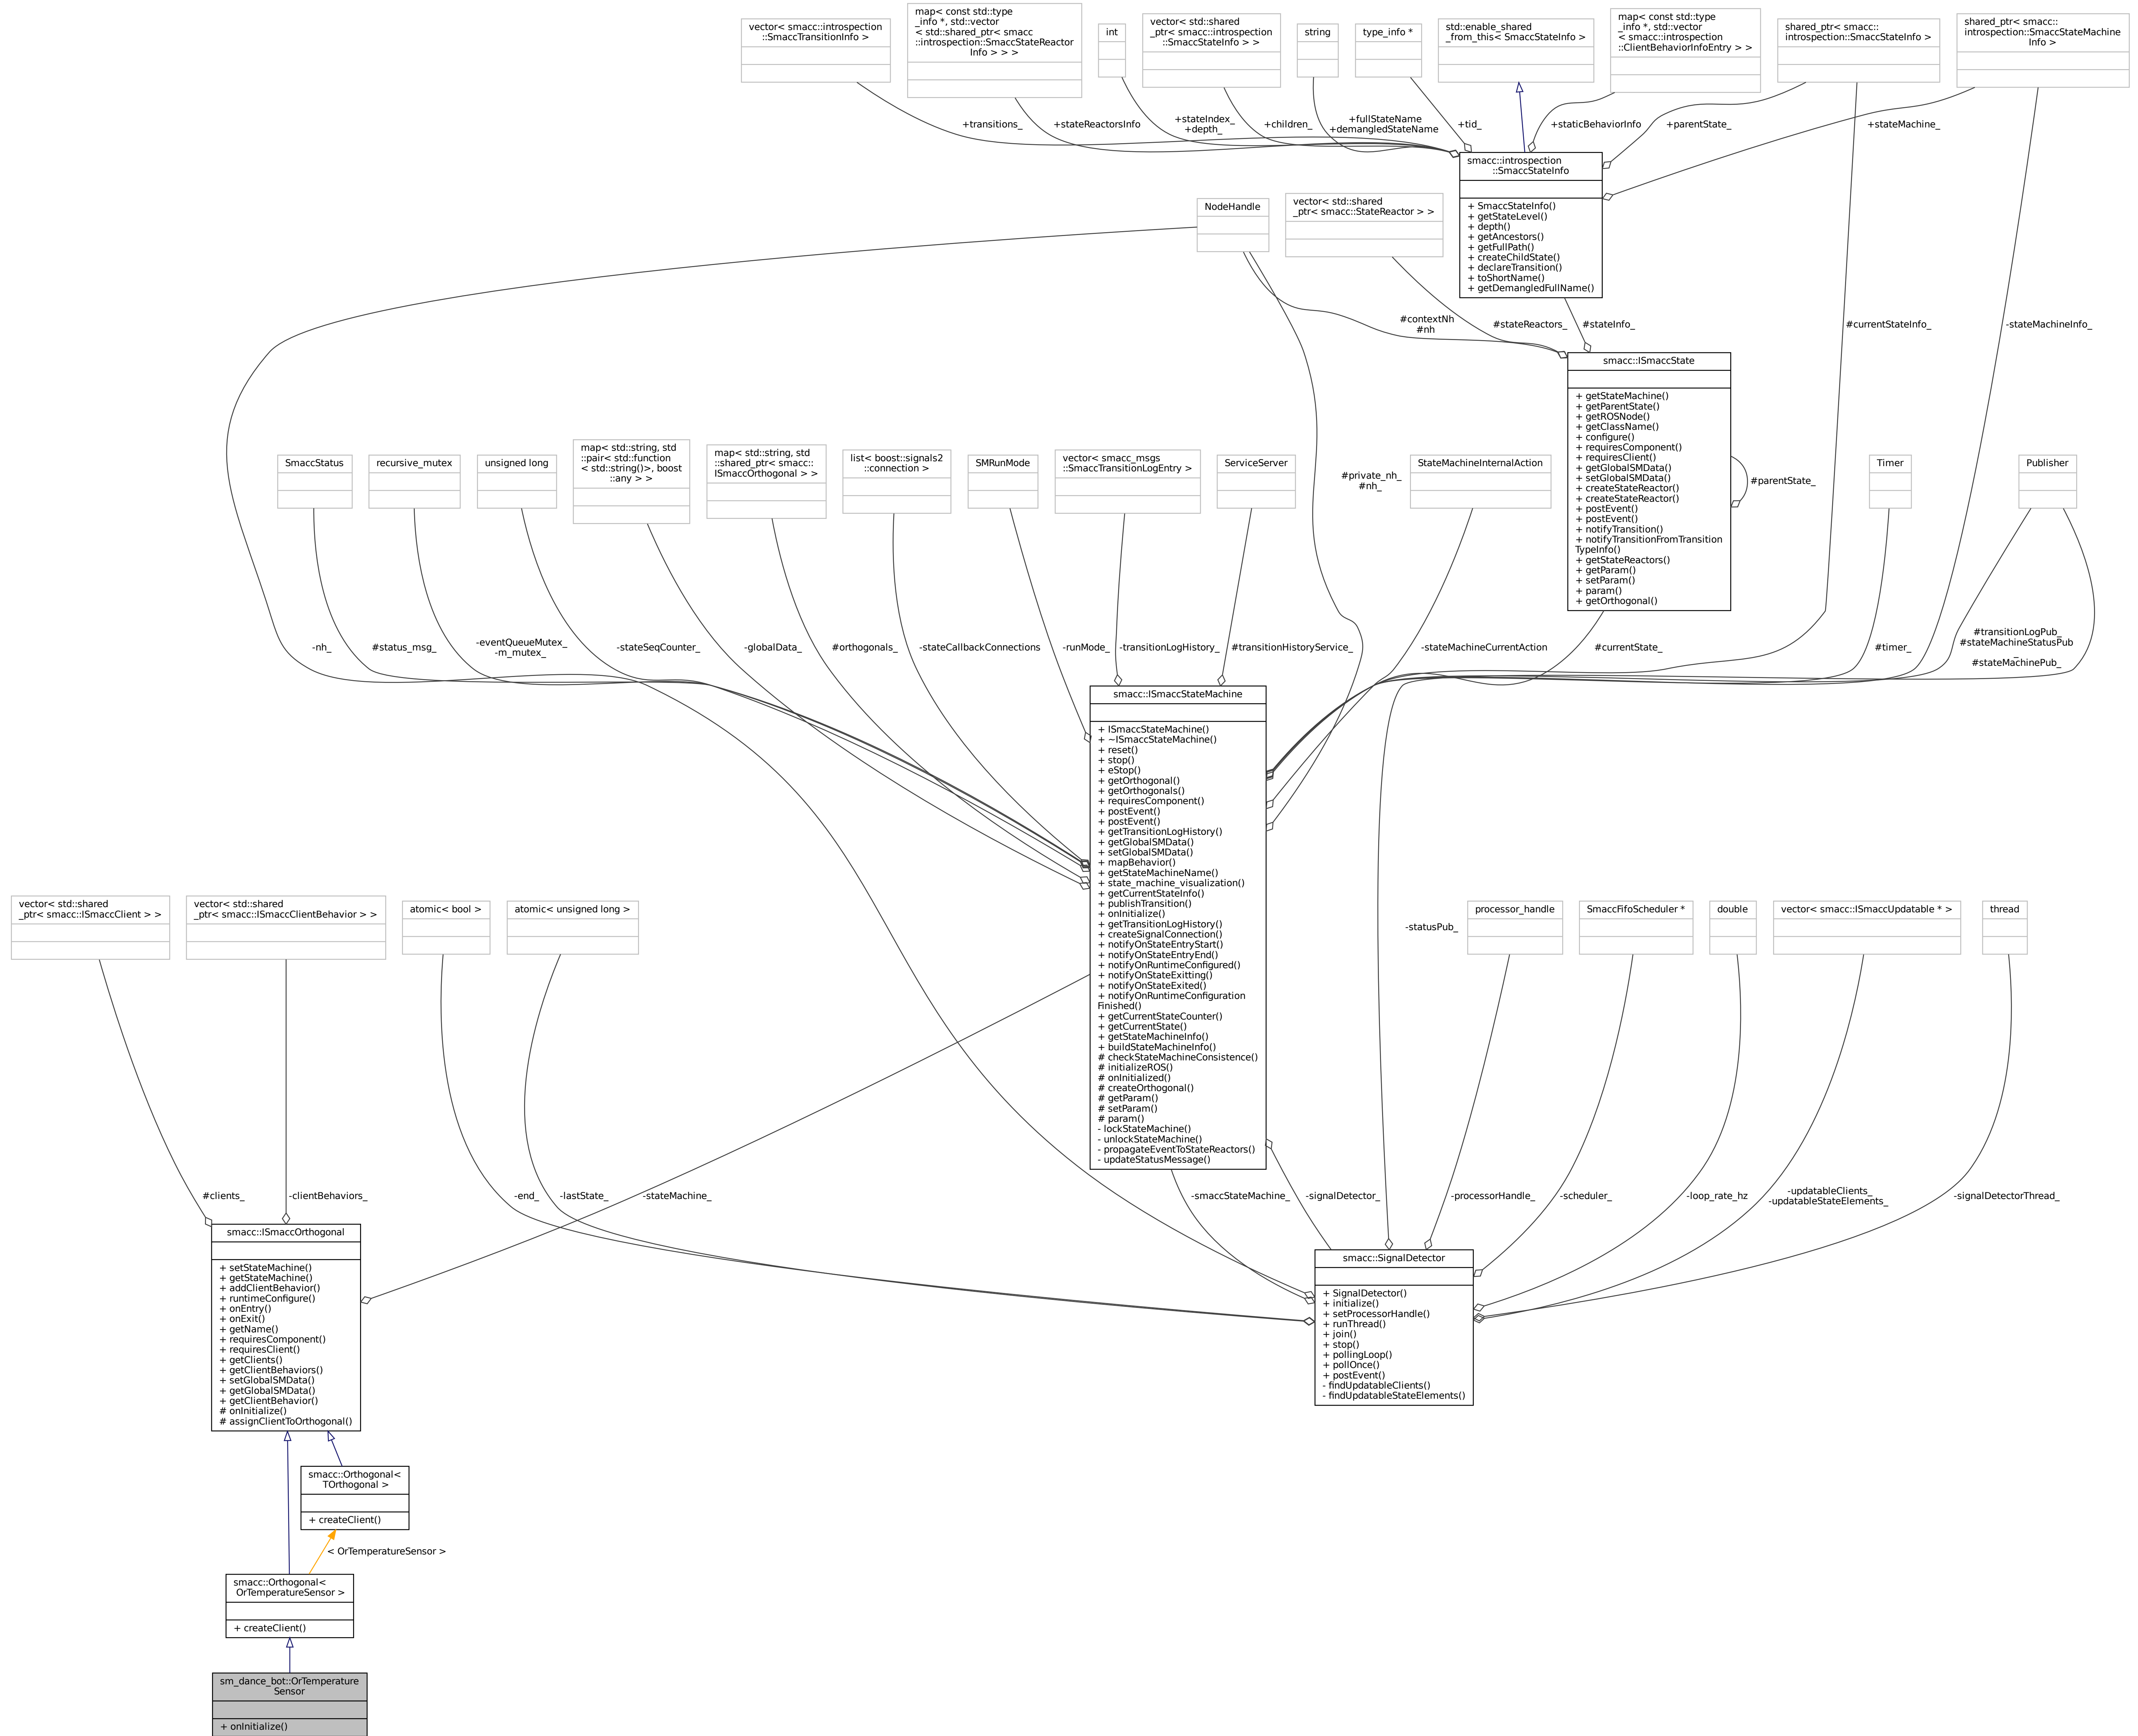 vector< smacc::introspection
::SmaccTransitionInfo >
map< const std::type
_info *, std::vector
< std::shared_ptr< smacc
::introspection::SmaccStateReactor
Info > > >
int
vector< std::shared
_ptr< smacc::introspection
::SmaccStateInfo > >
string
type_info *
std::enable_shared
_from_this< SmaccStateInfo >
map< const std::type
_info *, std::vector
< smacc::introspection
::ClientBehaviorInfoEntry > >
shared_ptr< smacc::
introspection::SmaccStateInfo >
shared_ptr< smacc::
introspection::SmaccStateMachine
Info >
+transitions_
+stateReactorsInfo
+stateIndex_
+depth_
+children_
+fullStateName
+demangledStateName
+tid_
+staticBehaviorInfo
+parentState_
+stateMachine_
smacc::introspection
::SmaccStateInfo
+ SmaccStateInfo()
+ getStateLevel()
+ depth()
+ getAncestors()
+ getFullPath()
+ createChildState()
+ declareTransition()
+ toShortName()
+ getDemangledFullName()
NodeHandle
vector< std::shared
_ptr< smacc::StateReactor > >
#contextNh
#nh
#stateReactors_
#stateInfo_
#currentStateInfo_
-stateMachineInfo_
smacc::ISmaccState
+ getStateMachine()
+ getParentState()
+ getROSNode()
+ getClassName()
+ configure()
+ requiresComponent()
+ requiresClient()
+ getGlobalSMData()
+ setGlobalSMData()
+ createStateReactor()
+ createStateReactor()
+ postEvent()
+ postEvent()
+ notifyTransition()
+ notifyTransitionFromTransition
TypeInfo()
+ getStateReactors()
+ getParam()
+ setParam()
+ param()
+ getOrthogonal()
#parentState_
SmaccStatus
recursive_mutex
unsigned long
map< std::string, std
::pair< std::function
< std::string()>, boost
::any > >
map< std::string, std
::shared_ptr< smacc::
ISmaccOrthogonal > >
list< boost::signals2
::connection >
SMRunMode
vector< smacc_msgs
::SmaccTransitionLogEntry >
ServiceServer
#private_nh_
#nh_
StateMachineInternalAction
Timer
Publisher
-nh_
#status_msg_
-eventQueueMutex_
-m_mutex_
-stateSeqCounter_
-globalData_
#orthogonals_
-stateCallbackConnections
-runMode_
-transitionLogHistory_
#transitionHistoryService_
-stateMachineCurrentAction
#currentState_
#timer_
#transitionLogPub_
#stateMachineStatusPub
_
#stateMachinePub_
smacc::ISmaccStateMachine
+ ISmaccStateMachine()
+ ~ISmaccStateMachine()
+ reset()
+ stop()
+ eStop()
+ getOrthogonal()
+ getOrthogonals()
+ requiresComponent()
+ postEvent()
+ postEvent()
+ getTransitionLogHistory()
+ getGlobalSMData()
+ setGlobalSMData()
+ mapBehavior()
+ getStateMachineName()
+ state_machine_visualization()
+ getCurrentStateInfo()
+ publishTransition()
+ onInitialize()
+ getTransitionLogHistory()
+ createSignalConnection()
+ notifyOnStateEntryStart()
+ notifyOnStateEntryEnd()
+ notifyOnRuntimeConfigured()
+ notifyOnStateExitting()
+ notifyOnStateExited()
+ notifyOnRuntimeConfiguration
Finished()
+ getCurrentStateCounter()
+ getCurrentState()
+ getStateMachineInfo()
+ buildStateMachineInfo()
# checkStateMachineConsistence()
# initializeROS()
# onInitialized()
# createOrthogonal()
# getParam()
# setParam()
# param()
- lockStateMachine()
- unlockStateMachine()
- propagateEventToStateReactors()
- updateStatusMessage()
vector< std::shared
_ptr< smacc::ISmaccClient > >
vector< std::shared
_ptr< smacc::ISmaccClientBehavior > >
atomic< bool >
atomic< unsigned long >
-statusPub_
processor_handle
SmaccFifoScheduler *
double
vector< smacc::ISmaccUpdatable * >
thread
#clients_
-clientBehaviors_
-end_
-lastState_
-stateMachine_
-smaccStateMachine_
-signalDetector_
-processorHandle_
-scheduler_
-loop_rate_hz
-updatableClients_
-updatableStateElements_
-signalDetectorThread_
smacc::ISmaccOrthogonal
+ setStateMachine()
+ getStateMachine()
+ addClientBehavior()
+ runtimeConfigure()
+ onEntry()
+ onExit()
+ getName()
+ requiresComponent()
+ requiresClient()
+ getClients()
+ getClientBehaviors()
+ setGlobalSMData()
+ getGlobalSMData()
+ getClientBehavior()
# onInitialize()
# assignClientToOrthogonal()
smacc::SignalDetector
+ SignalDetector()
+ initialize()
+ setProcessorHandle()
+ runThread()
+ join()
+ stop()
+ pollingLoop()
+ pollOnce()
+ postEvent()
- findUpdatableClients()
- findUpdatableStateElements()
smacc::Orthogonal<
TOrthogonal >
+ createClient()
< OrTemperatureSensor >
smacc::Orthogonal<
OrTemperatureSensor >
+ createClient()
sm_dance_bot::OrTemperature
Sensor
+ onInitialize()